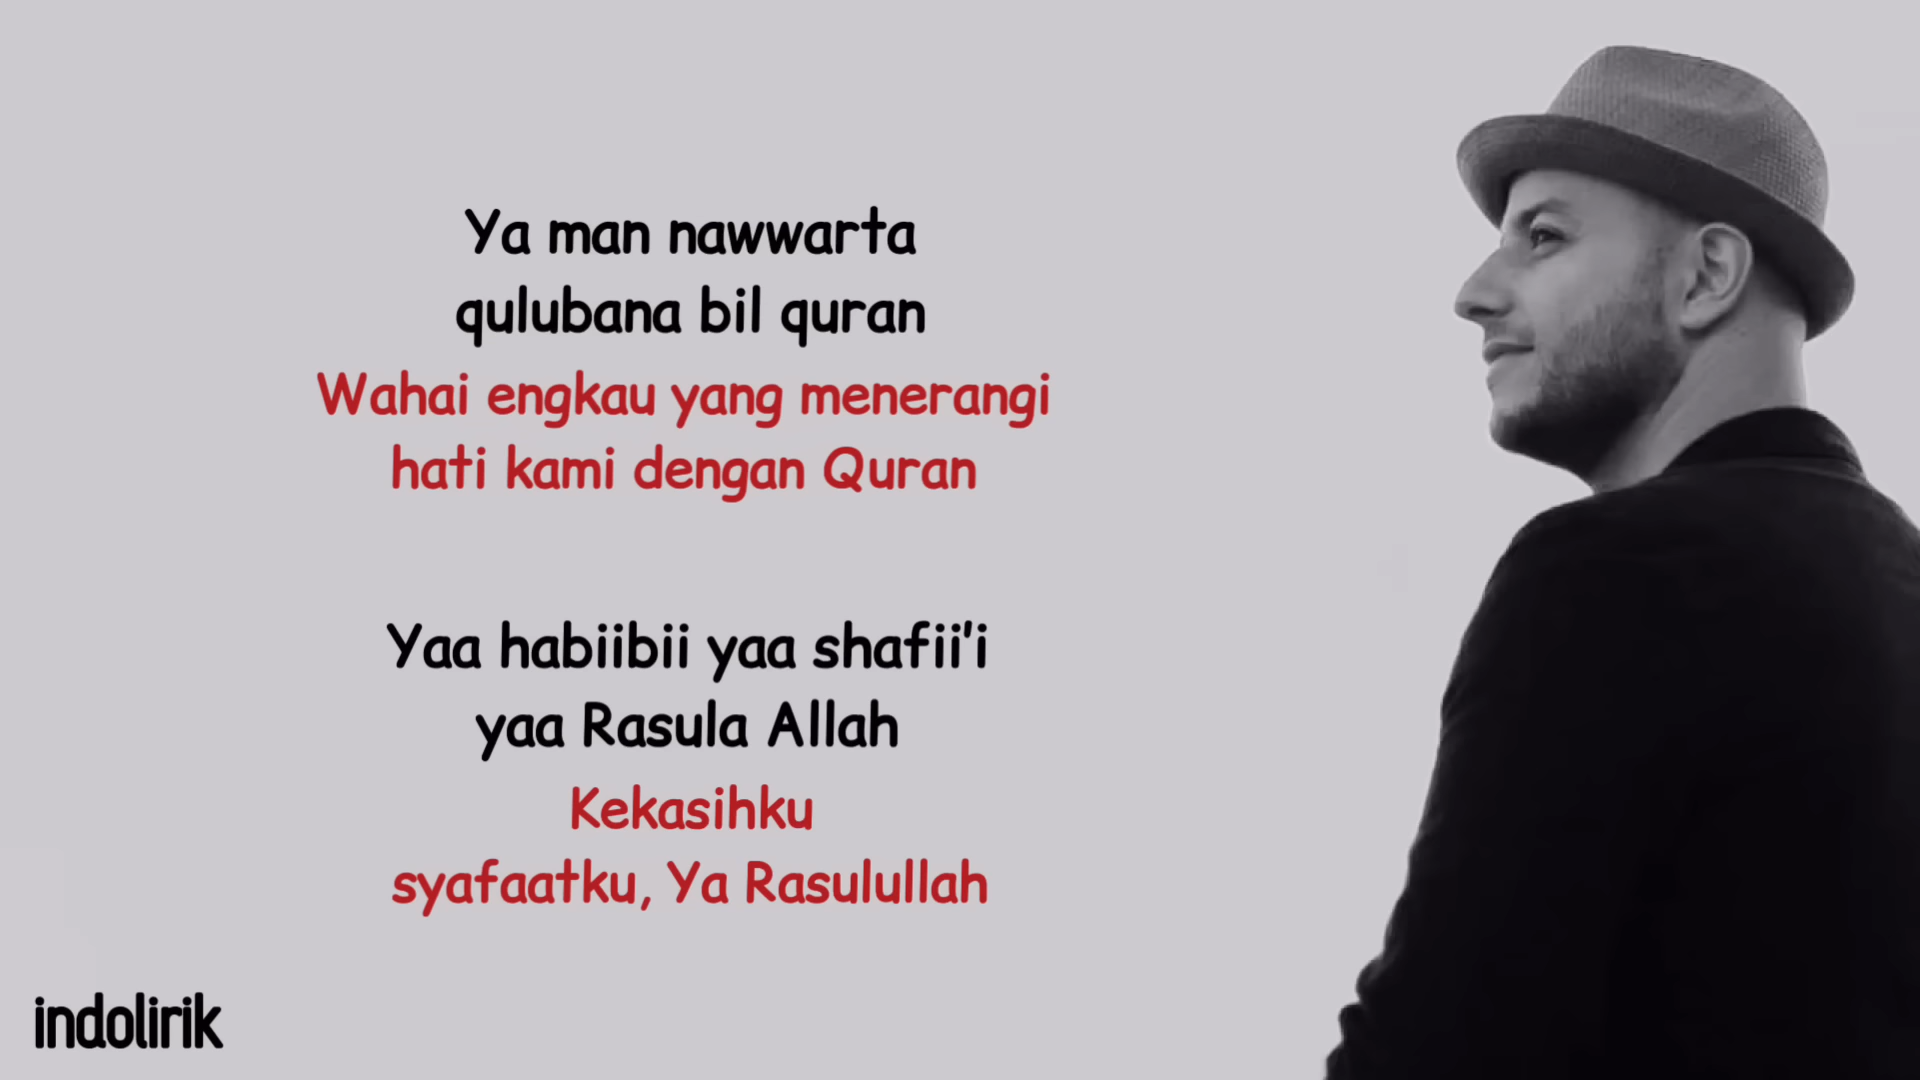 Ya man nawwarta
qulubana bil quran
Wahai engkau yang menerangi
hati kami dengan Quran
Yaa habiibii yaa shafii'i
yaa Rasula Allah
Kekasihku
syafaatku, Ya Rasulullah
indolirik